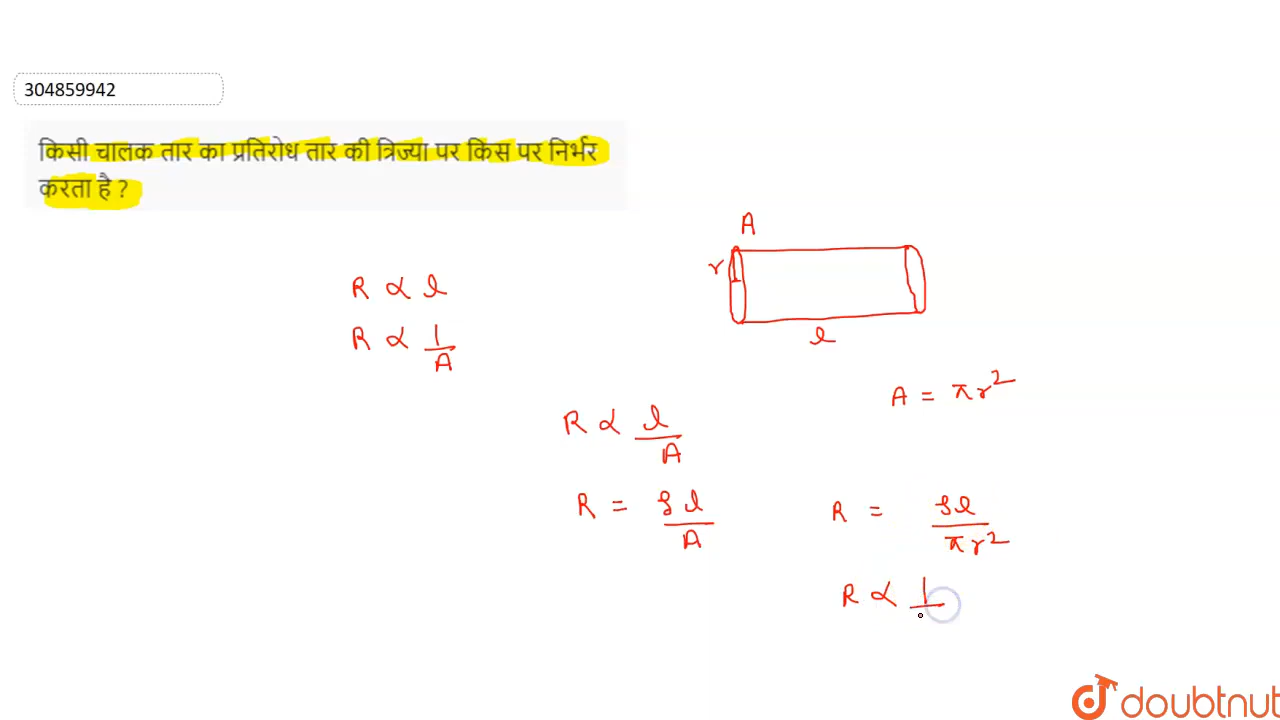 304859942
किसी चालक तार का प्रतिरोध तार की त्रिज्या पर किस पर निर्भर
करता है ?
A
r
l
R ∝ l
R ∝ 1/A
A = πr²
R ∝ l/A
R = ρl/A
R = ρl/πr²
R ∝ 1/
doubtnut